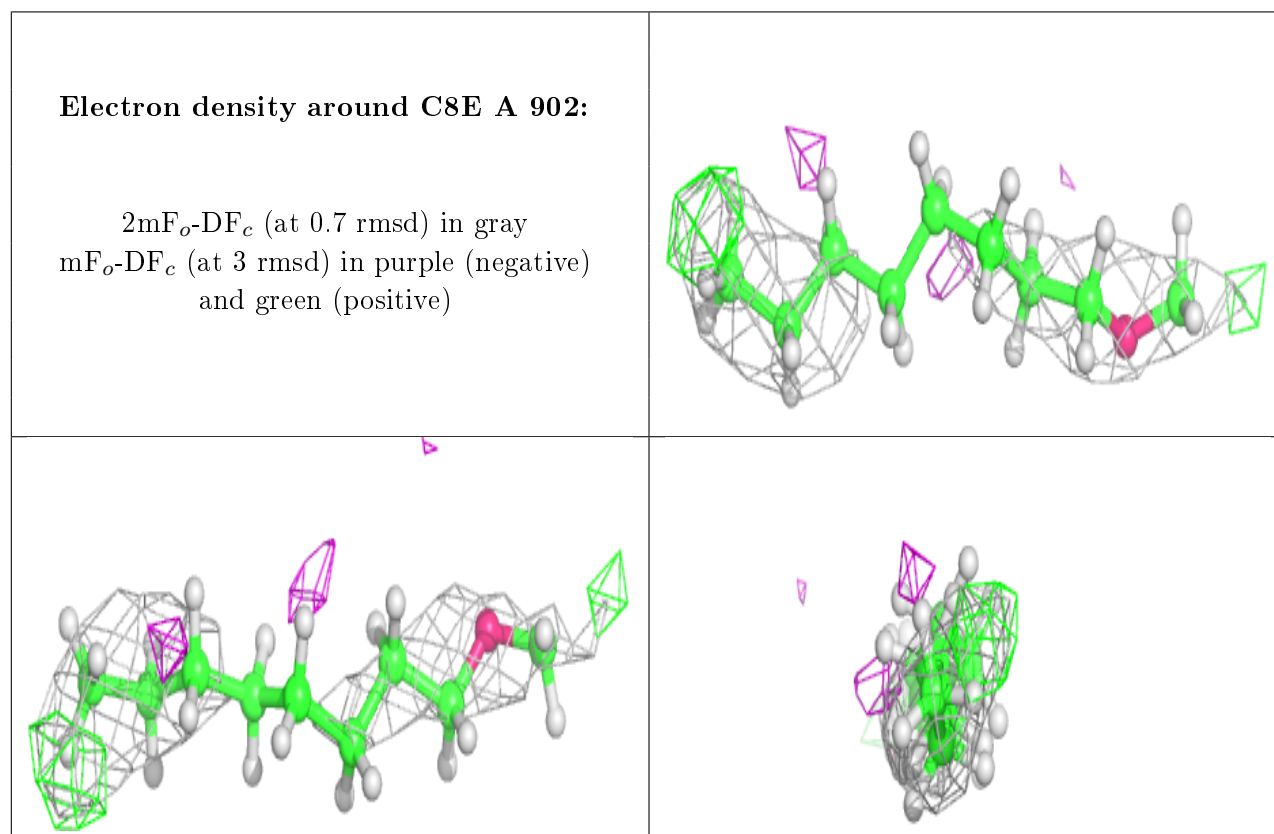 Electron density around C8E A 902:
2mFo-DFc (at 0.7 rmsd) in gray
mFo-DFc (at 3 rmsd) in purple (negative)
and green (positive)